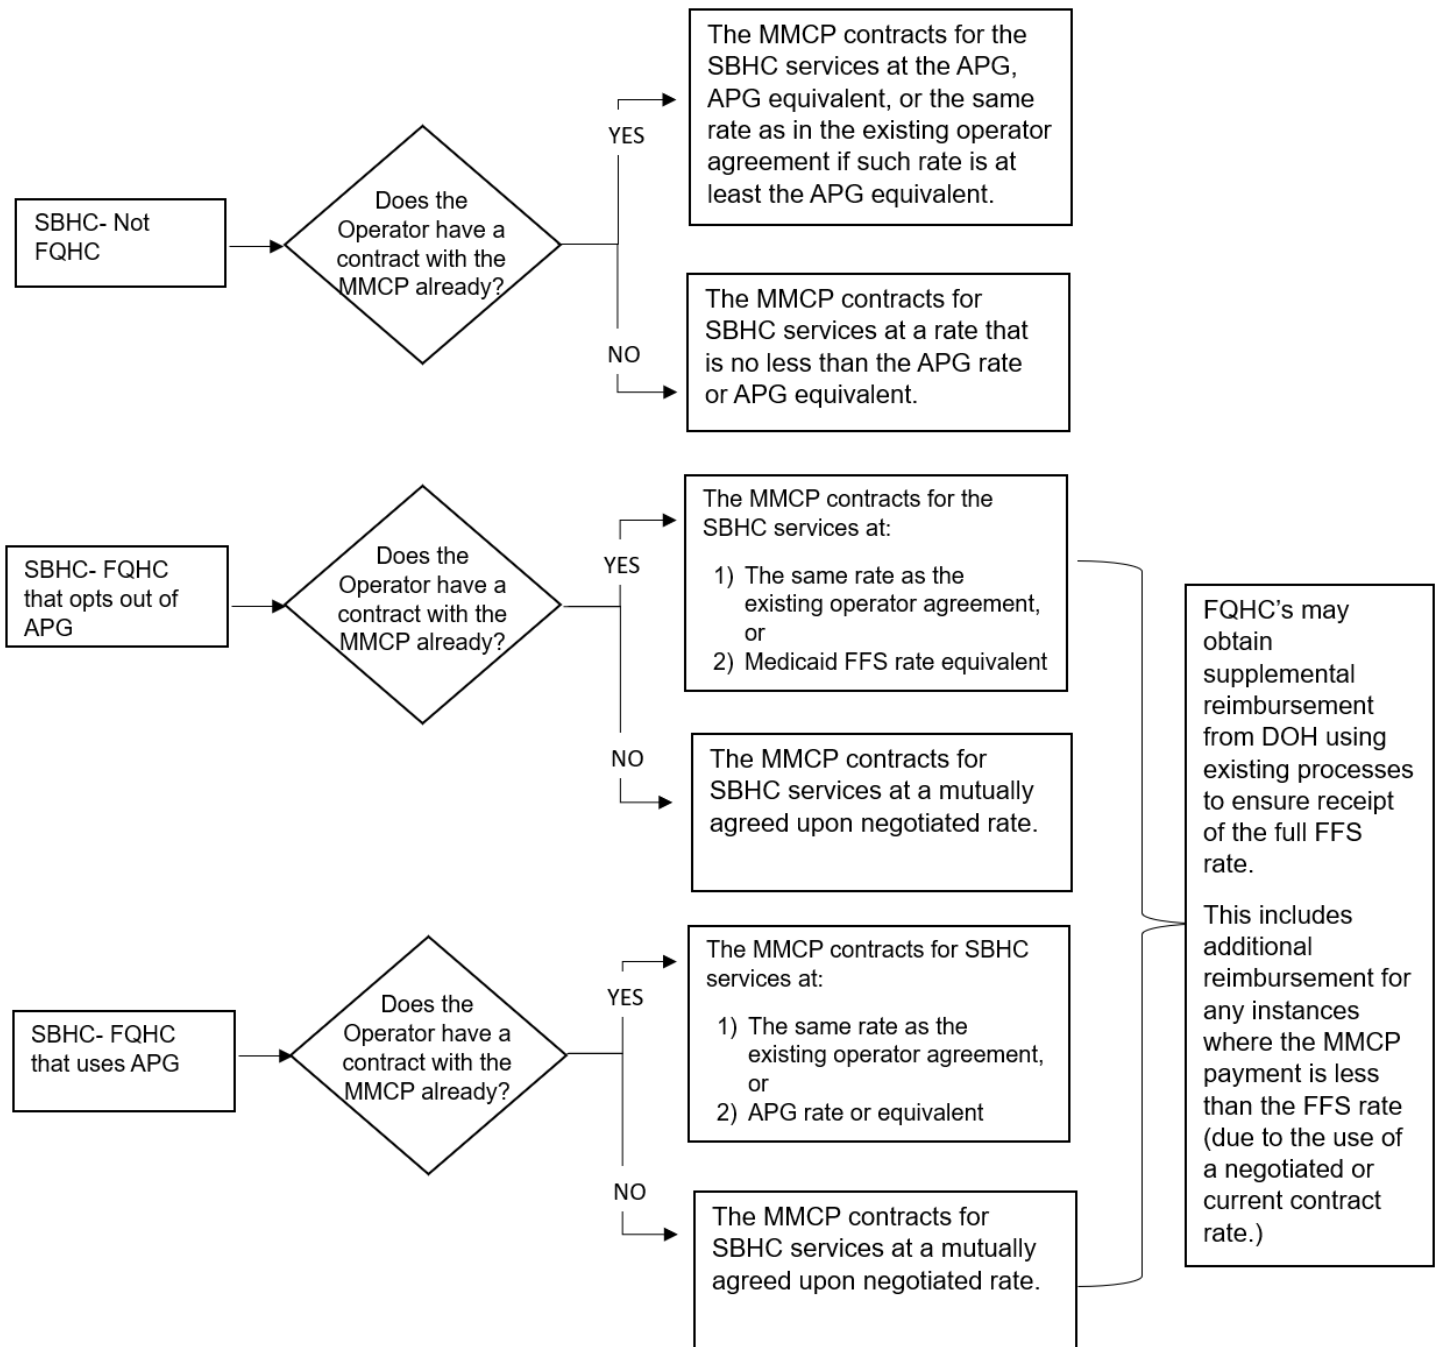 SBHC- Not
FQHC
Does the
Operator have a
contract with the
MMCP already?
YES
The MMCP contracts for the
SBHC services at the APG,
APG equivalent, or the same
rate as in the existing operator
agreement if such rate is at
least the APG equivalent.
NO
The MMCP contracts for
SBHC services at a rate that
is no less than the APG rate
or APG equivalent.
SBHC- FQHC
that opts out of
APG
Does the
Operator have a
contract with the
MMCP already?
YES
The MMCP contracts for the
SBHC services at:
1) The same rate as the
existing operator agreement,
or
2) Medicaid FFS rate equivalent
NO
The MMCP contracts for
SBHC services at a mutually
agreed upon negotiated rate.
SBHC- FQHC
that uses APG
Does the
Operator have a
contract with the
MMCP already?
YES
The MMCP contracts for SBHC
services at:
1) The same rate as the
existing operator agreement,
or
2) APG rate or equivalent
NO
The MMCP contracts for
SBHC services at a mutually
agreed upon negotiated rate.
FQHC’s may
obtain
supplemental
reimbursement
from DOH using
existing processes
to ensure receipt
of the full FFS
rate.
This includes
additional
reimbursement for
any instances
where the MMCP
payment is less
than the FFS rate
(due to the use of
a negotiated or
current contract
rate.)